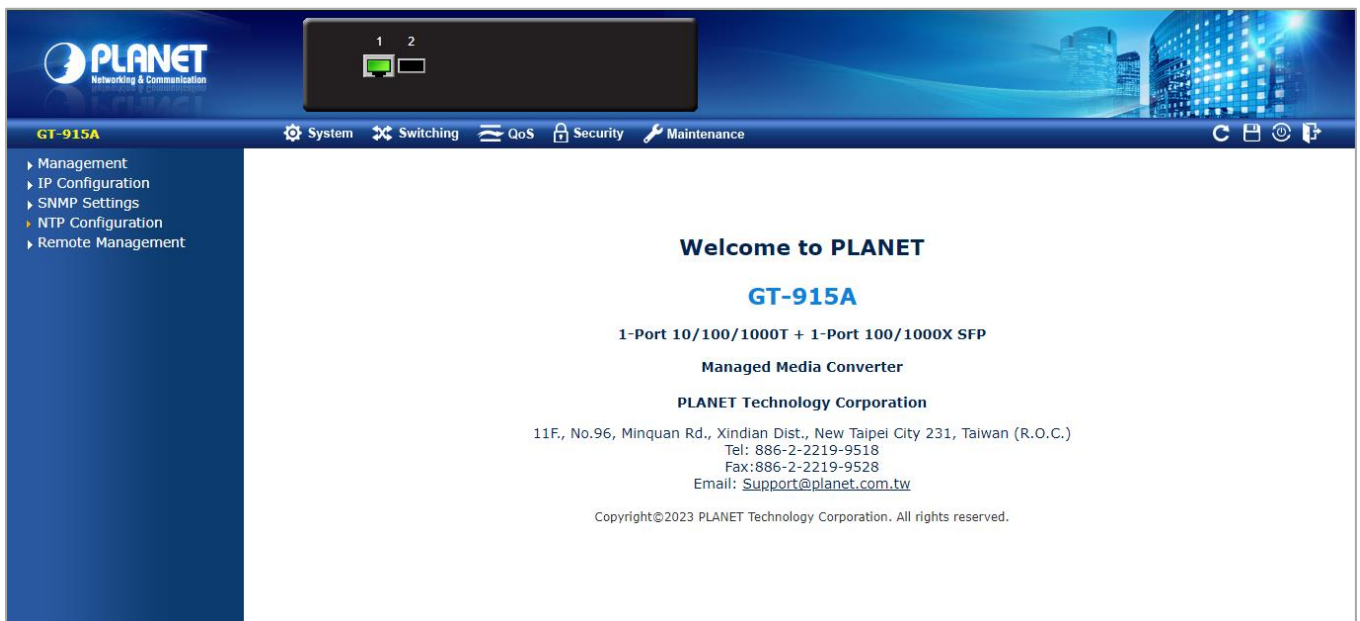 1 2
PLANET
Networking & Communication
GT-915A
System Switching QoS Security Maintenance
Management
IP Configuration
SNMP Settings
NTP Configuration
Remote Management
Welcome to PLANET
GT-915A
1-Port 10/100/1000T + 1-Port 100/1000X SFP
Managed Media Converter
PLANET Technology Corporation
11F., No.96, Minquan Rd., Xindian Dist., New Taipei City 231, Taiwan (R.O.C.)
Tel: 886-2-2219-9518
Fax:886-2-2219-9528
Email: Support@planet.com.tw
Copyright©2023 PLANET Technology Corporation. All rights reserved.